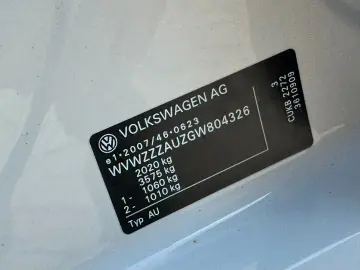 VOLKSWAGEN AG
e1*2007/46*0623
WVWZZZAUZGW804326
2020 kg
3575 kg
1- 1060 kg
2- 1010 kg
Typ AU
3
CUKB 2272
3610909